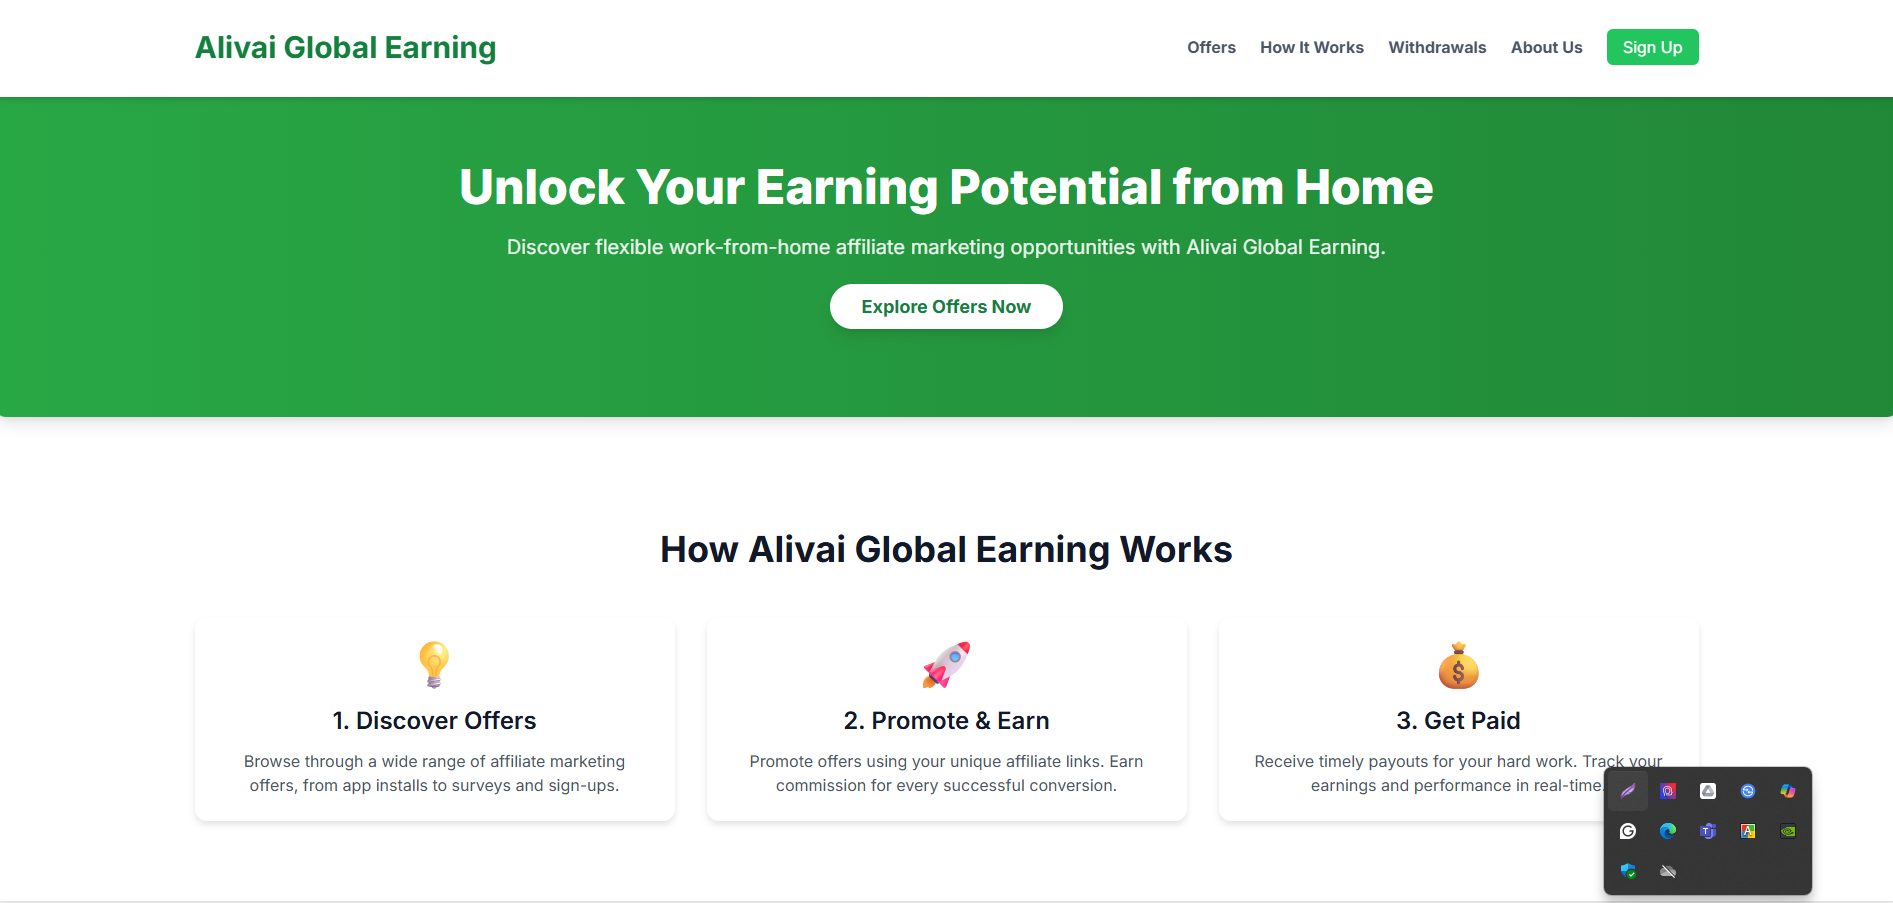 Alivai Global Earning
Offers
How It Works
Withdrawals
About Us
Sign Up
Unlock Your Earning Potential from Home
Discover flexible work-from-home affiliate marketing opportunities with Alivai Global Earning.
Explore Offers Now
How Alivai Global Earning Works
1. Discover Offers
Browse through a wide range of affiliate marketing
offers, from app installs to surveys and sign-ups.
2. Promote & Earn
Promote offers using your unique affiliate links. Earn
commission for every successful conversion.
3. Get Paid
Receive timely payouts for your hard work. Track your
earnings and performance in real-time.